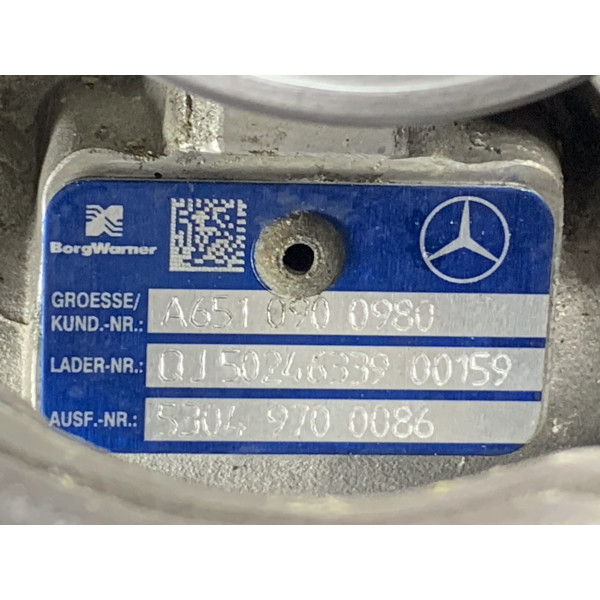 BorgWarner
GROESSE/
KUND.-NR.: A651 090 0980
LADER-NR.: QJ 50246339 00159
AUSF.-NR.: 5304 970 0086